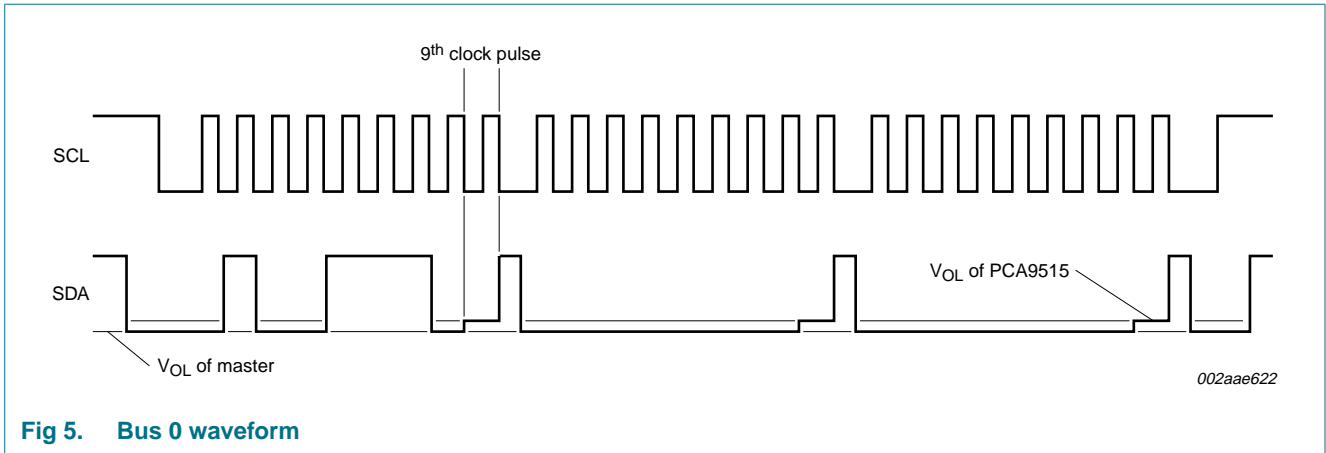 9th clock pulse
SCL
SDA
VOL of PCA9515
VOL of master
002aae622
Fig 5. Bus 0 waveform